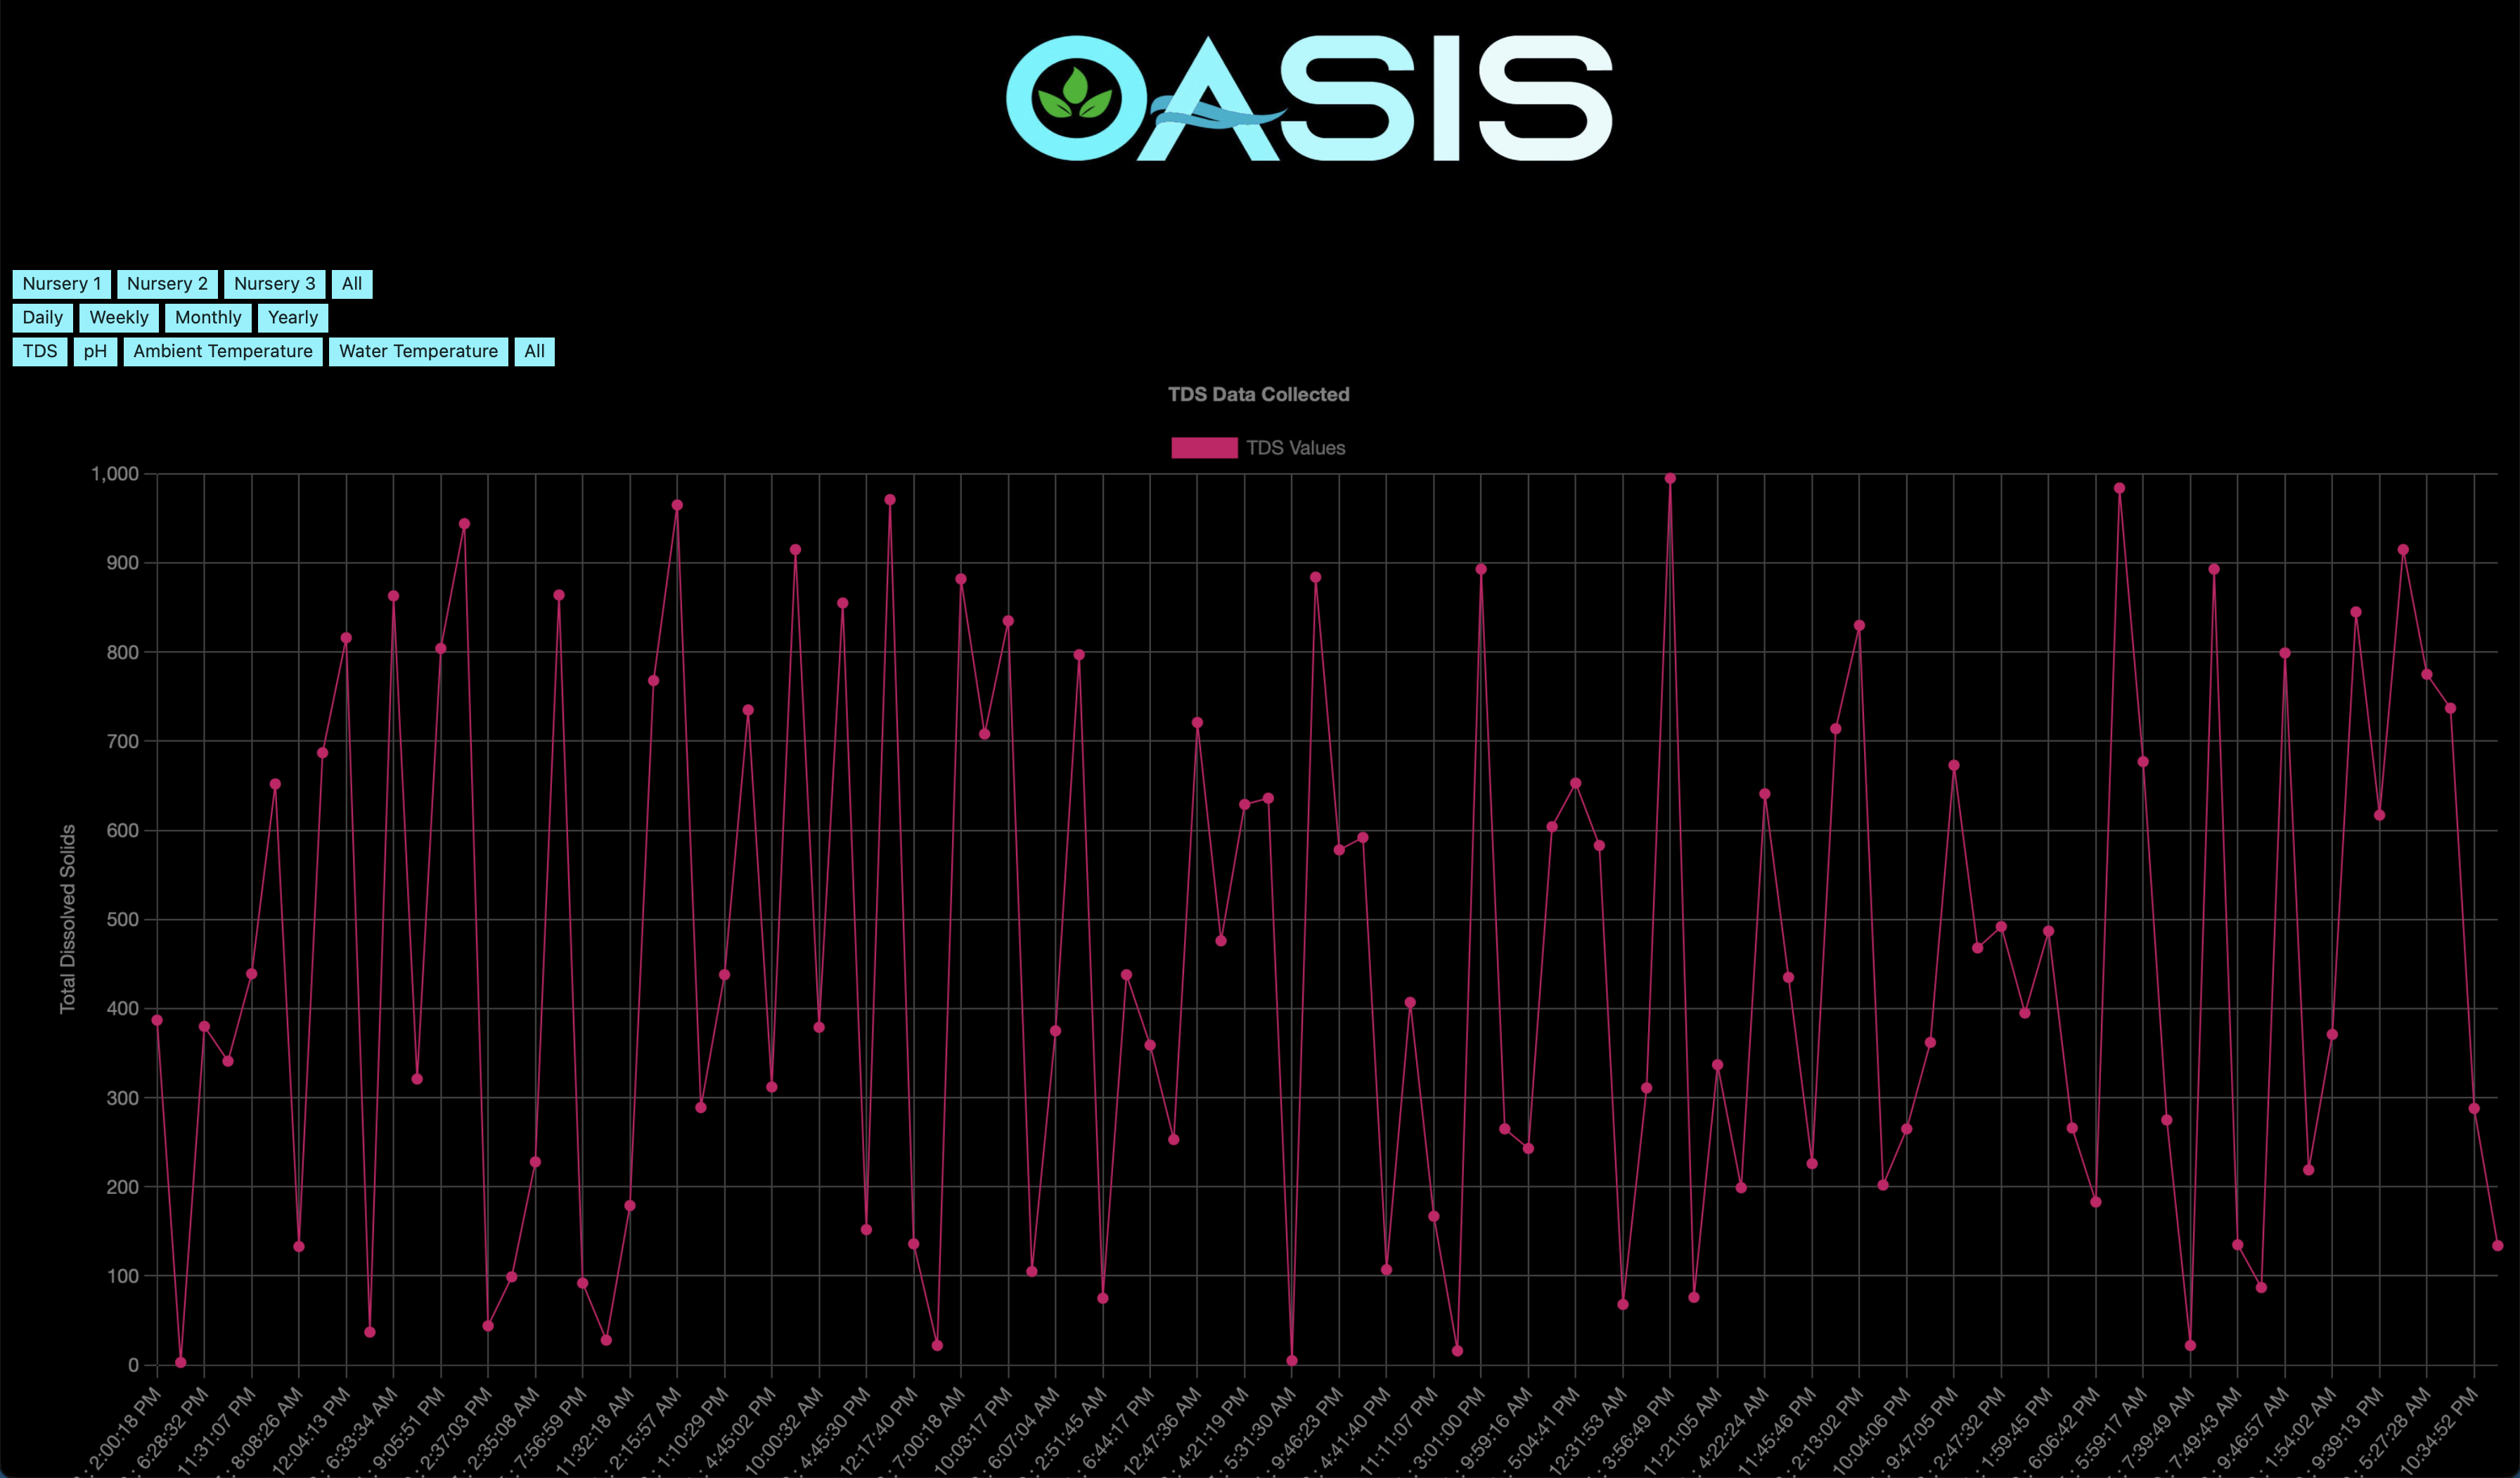 OASIS
Nursery 1 Nursery 2 Nursery 3 All
Daily Weekly Monthly Yearly
TDS pH Ambient Temperature Water Temperature All
TDS Data Collected
TDS Values
1,000
900
800
700
600
500
400
300
200
100
0
Total Dissolved Solids
2:00:18 PM
6:28:32 PM
11:31:07 PM
8:08:26 AM
12:04:13 PM
6:33:34 AM
9:05:51 PM
2:37:03 PM
2:35:08 AM
7:56:59 PM
11:32:18 AM
2:15:57 AM
1:10:29 PM
4:45:02 PM
10:00:32 AM
4:45:30 PM
12:17:40 PM
7:00:18 AM
10:03:17 PM
6:07:04 AM
2:51:45 AM
6:44:17 PM
12:47:36 AM
4:21:19 PM
5:31:30 AM
9:46:23 PM
4:41:40 PM
11:11:07 PM
3:01:00 PM
9:59:16 AM
5:04:41 PM
12:31:53 AM
3:56:49 PM
11:21:05 AM
4:22:24 AM
11:45:46 PM
2:13:02 PM
10:04:06 PM
9:47:05 PM
2:47:32 PM
1:59:45 PM
6:06:42 PM
5:59:17 AM
7:39:49 AM
7:49:43 AM
9:46:57 AM
1:54:02 AM
9:39:13 PM
5:27:28 AM
10:34:52 PM